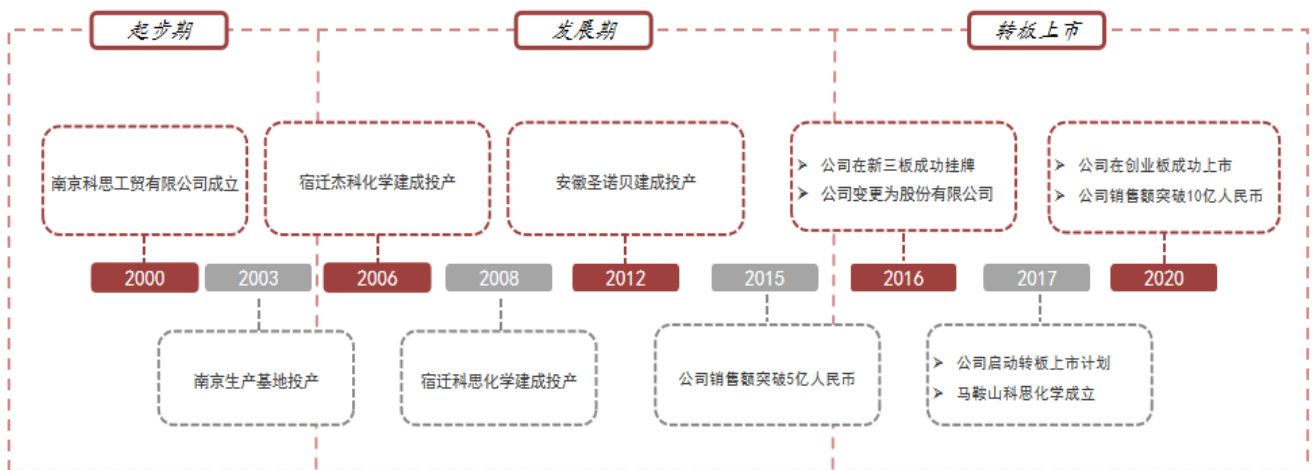 起步期
发展期
转板上市
南京科思工贸有限公司成立
宿迁杰科化学建成投产
安徽圣诺贝建成投产
➢ 公司在新三板成功挂牌
➢ 公司变更为股份有限公司
➢ 公司在创业板成功上市
➢ 公司销售额突破10亿人民币
2000
2003
2006
2008
2012
2015
2016
2017
2020
南京生产基地投产
宿迁科思化学建成投产
公司销售额突破5亿人民币
➢ 公司启动转板上市计划
➢ 马鞍山科思化学成立